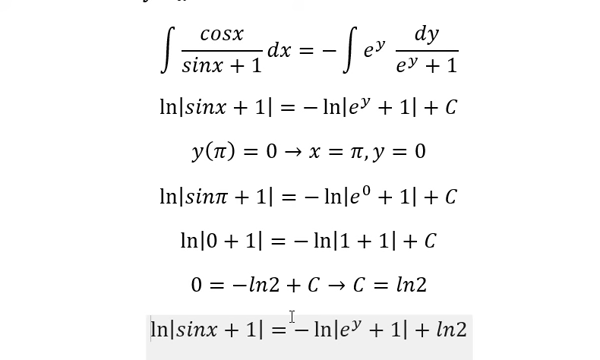 ∫ cosx/(sinx + 1) dx = − ∫ e^y dy/(e^y + 1)
ln|sinx + 1| = − ln|e^y + 1| + C
y(π) = 0 → x = π, y = 0
ln|sinπ + 1| = − ln|e^0 + 1| + C
ln|0 + 1| = − ln|1 + 1| + C
0 = −ln2 + C → C = ln2
ln|sinx + 1| = − ln|e^y + 1| + ln2